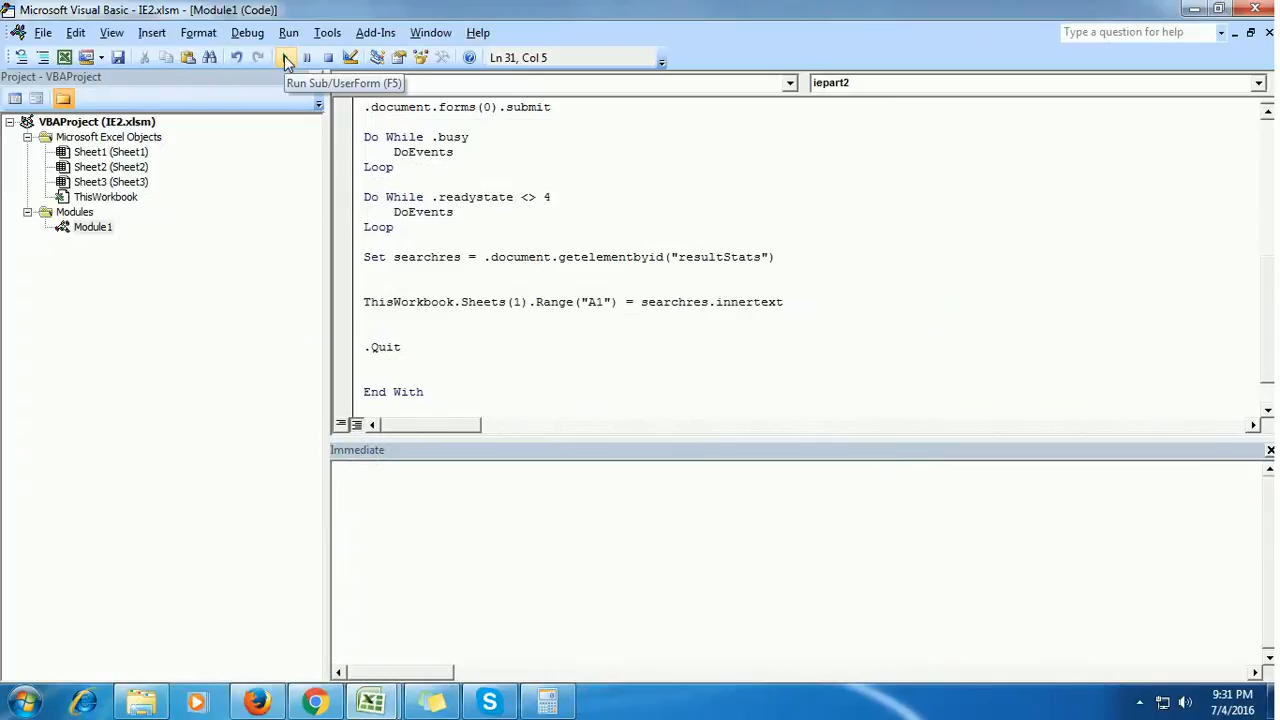 Microsoft Visual Basic - IE2.xlsm - [Module1 (Code)]
File Edit View Insert Format Debug Run Tools Add-Ins Window Help
Type a question for help
Ln 31, Col 5
Project - VBAProject
Run Sub/UserForm (F5)
iepart2
VBAProject (IE2.xlsm)
Microsoft Excel Objects
Sheet1 (Sheet1)
Sheet2 (Sheet2)
Sheet3 (Sheet3)
ThisWorkbook
Modules
Module1
.document.forms(0).submit
Do While .busy
DoEvents
Loop
Do While .readystate <> 4
DoEvents
Loop
Set searchres = .document.getelementbyid("resultStats")
ThisWorkbook.Sheets(1).Range("A1") = searchres.innertext
.Quit
End With
Immediate
9:31 PM
7/4/2016